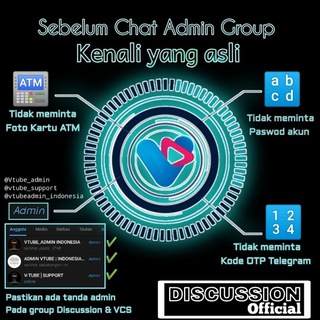 Sebelum Chat Admin Group
Kenali yang asli
ATM
Tidak meminta
Foto Kartu ATM
a b
c d
Tidak meminta
Paswod akun
@Vtube_admin
@vtube_support
@vtubeadmin_indonesia
Admin
Anggota Media Berkas Tautan
VTUBE, ADMIN INDONESIA
Admin
ADMIN VTUBE | INDONESIA...
Admin
V-TUBE | SUPPORT
Admin
Pastikan ada tanda admin
Pada group Discussion & VCS
1 2
3 4
Tidak meminta
Kode OTP Telegram
DISCUSSION
Official